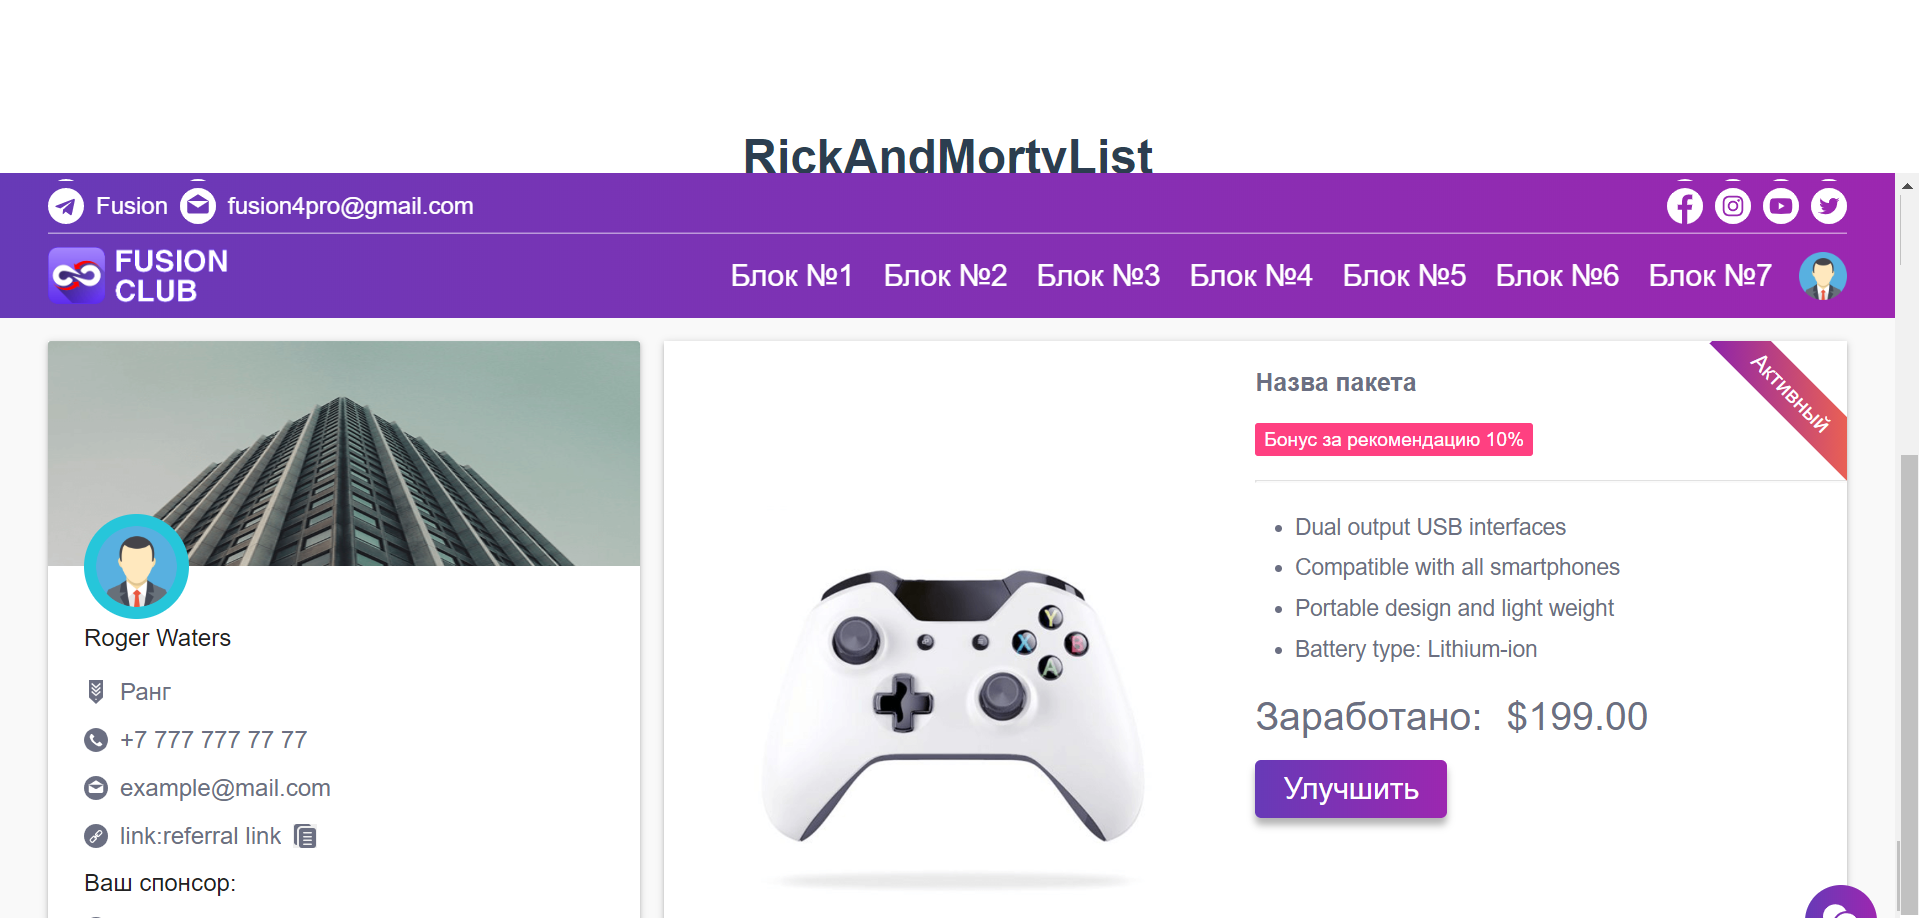 RickAndMortyList
Fusion fusion4pro@gmail.com
FUSION
CLUB
Блок №1 Блок №2 Блок №3 Блок №4 Блок №5 Блок №6 Блок №7
Активный
Назва пакета
Бонус за рекомендацию 10%
Dual output USB interfaces
Compatible with all smartphones
Portable design and light weight
Battery type: Lithium-ion
Заработано: $199.00
Улучшить
Y
X B
A
Roger Waters
Ранг
+7 777 777 77 77
example@mail.com
link:referral link
Ваш спонсор: